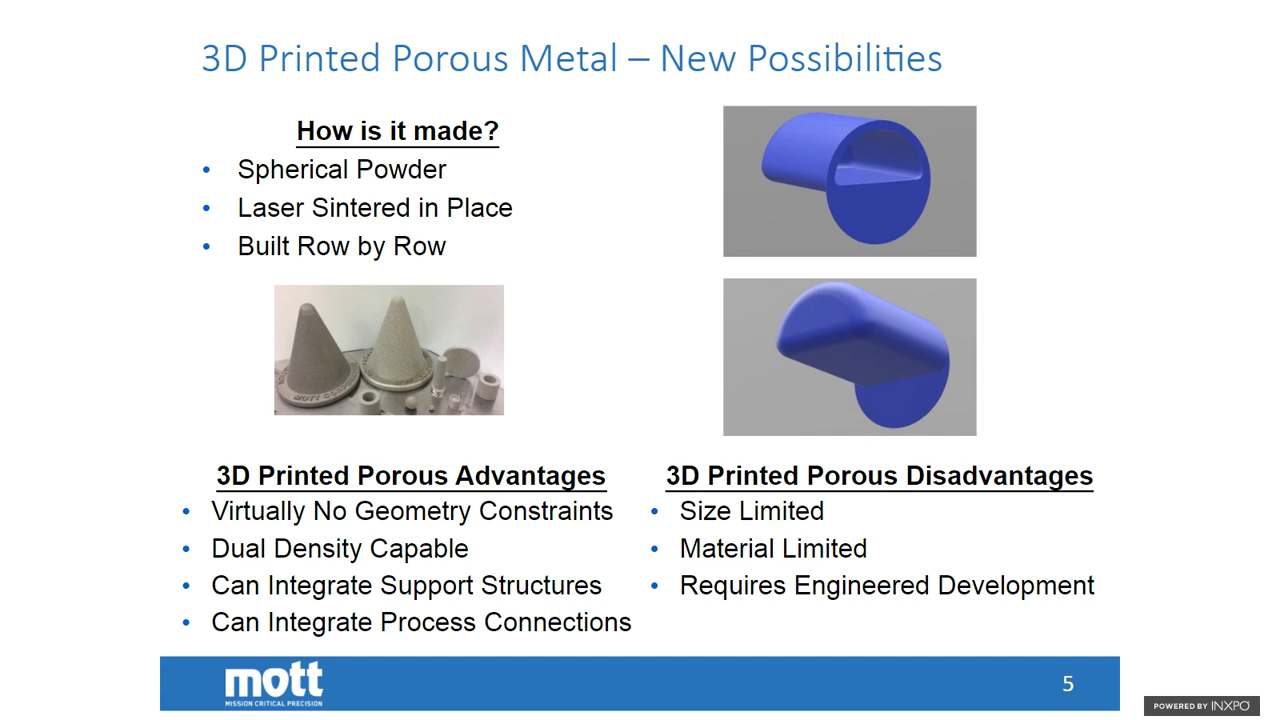 3D Printed Porous Metal – New Possibilities
How is it made?
• Spherical Powder
• Laser Sintered in Place
• Built Row by Row
MOTT
3D Printed Porous Advantages
• Virtually No Geometry Constraints
• Dual Density Capable
• Can Integrate Support Structures
• Can Integrate Process Connections
3D Printed Porous Disadvantages
• Size Limited
• Material Limited
• Requires Engineered Development
mott
MISSION CRITICAL PRECISION
5
POWERED BY INXPO